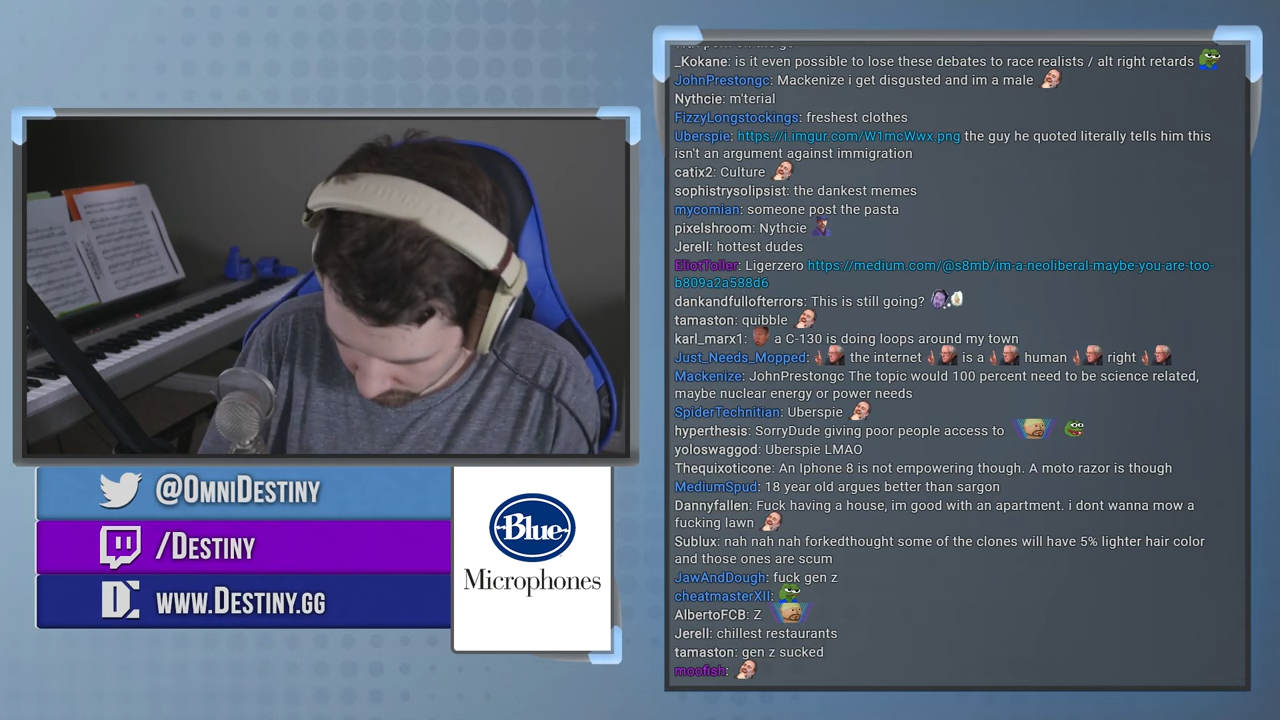 _Kokane: is it even possible to lose these debates to race realists / alt right retards
JohnPrestongc: Mackenize i get disgusted and im a male
Nythcie: m'terial
FizzyLongstockings: freshest clothes
Uberspie: https://i.imgur.com/W1mcWwx.png the guy he quoted literally tells him this
isn't an argument against immigration
catix2: Culture
sophistrysolipsist: the dankest memes
mycomian: someone post the pasta
pixelshroom: Nythcie
Jerell: hottest dudes
EliotToller: Ligerzero https://medium.com/@s8mb/im-a-neoliberal-maybe-you-are-too-
b809a2a588d6
dankandfullofterrors: This is still going?
tamaston: quibble
karl_marx1: a C-130 is doing loops around my town
Just_Needs_Mopped: the internet is a human right
Mackenize: JohnPrestongc The topic would 100 percent need to be science related,
maybe nuclear energy or power needs
SpiderTechnitian: Uberspie
hyperthesis: SorryDude giving poor people access to
yoloswaggod: Uberspie LMAO
Thequixoticone: An Iphone 8 is not empowering though. A moto razor is though
MediumSpud: 18 year old argues better than sargon
Dannyfallen: Fuck having a house, im good with an apartment. i dont wanna mow a
fucking lawn
Sublux: nah nah nah forkedthought some of the clones will have 5% lighter hair color
and those ones are scum
JawAndDough: fuck gen z
cheatmasterXII:
AlbertoFCB: Z
Jerell: chillest restaurants
tamaston: gen z sucked
moofish:
@OmniDestiny
/Destiny
www.Destiny.gg
Blue
Microphones